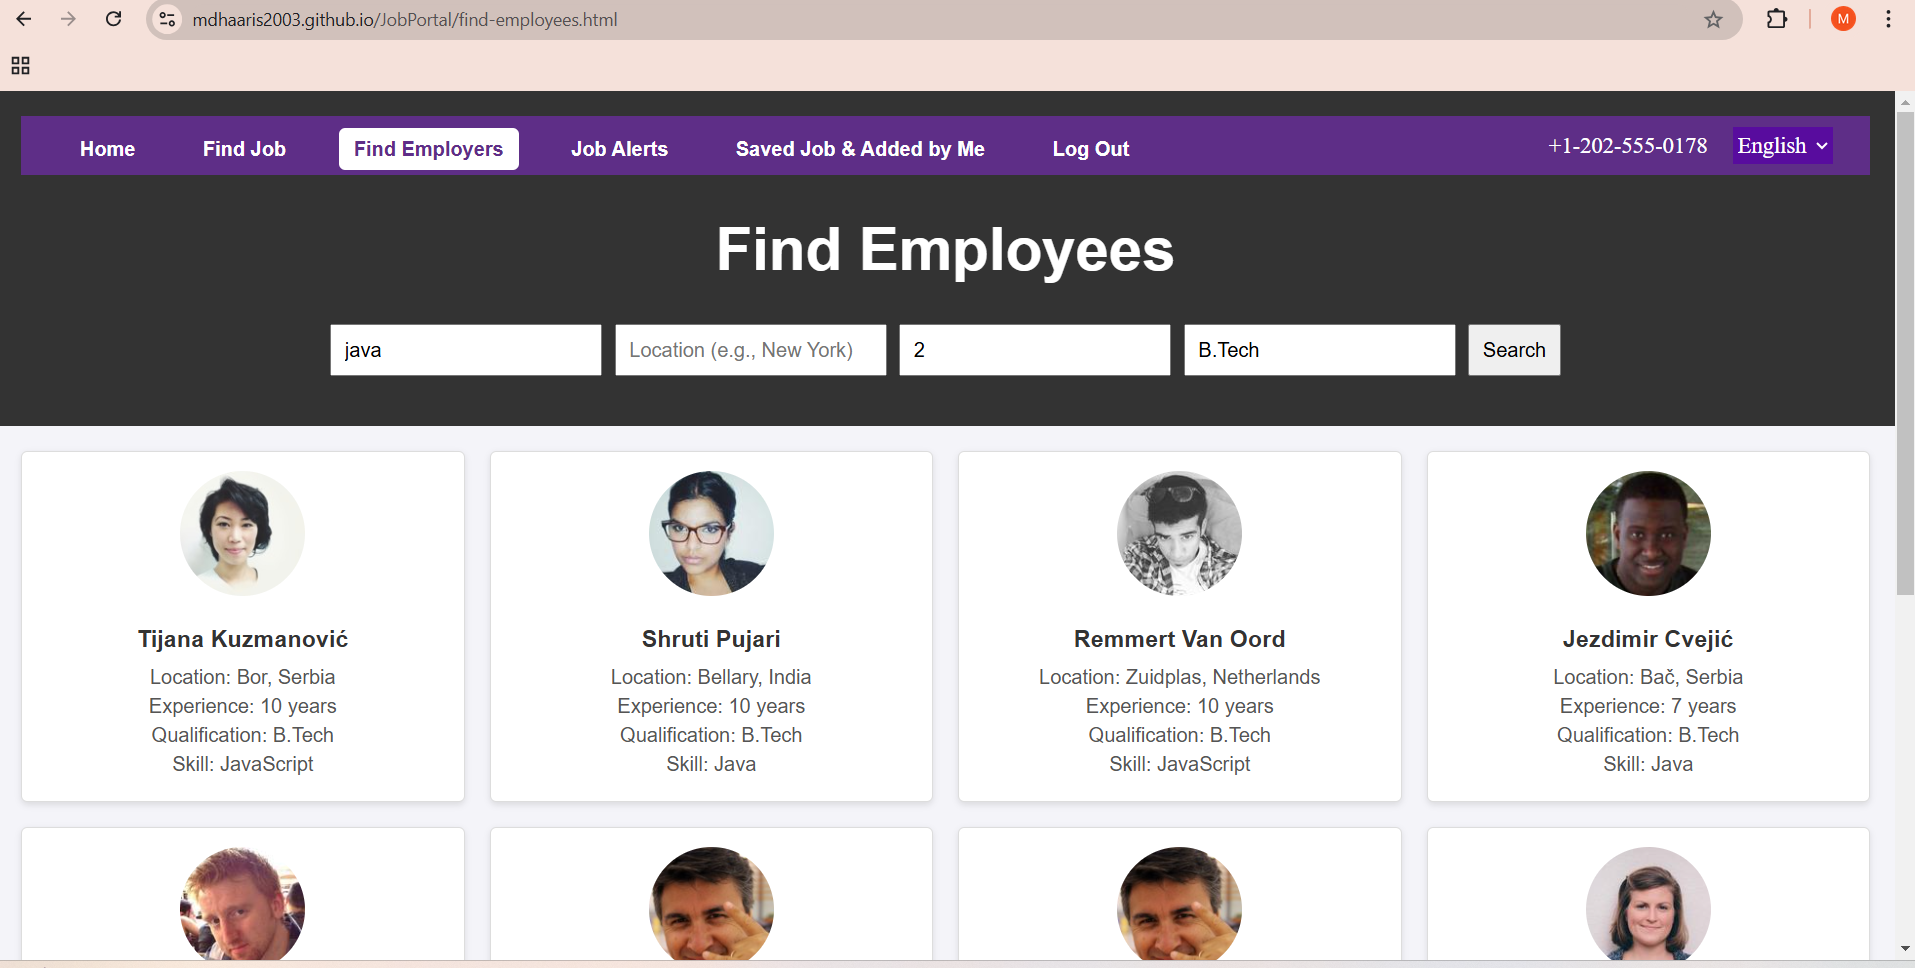 mdhaaris2003.github.io/JobPortal/find-employees.html
M
Home Find Job Find Employers Job Alerts Saved Job & Added by Me Log Out +1-202-555-0178 English
Find Employees
java Location (e.g., New York) 2 B.Tech Search
Tijana Kuzmanović
Location: Bor, Serbia
Experience: 10 years
Qualification: B.Tech
Skill: JavaScript
Shruti Pujari
Location: Bellary, India
Experience: 10 years
Qualification: B.Tech
Skill: Java
Remmert Van Oord
Location: Zuidplas, Netherlands
Experience: 10 years
Qualification: B.Tech
Skill: JavaScript
Jezdimir Cvejić
Location: Bač, Serbia
Experience: 7 years
Qualification: B.Tech
Skill: Java